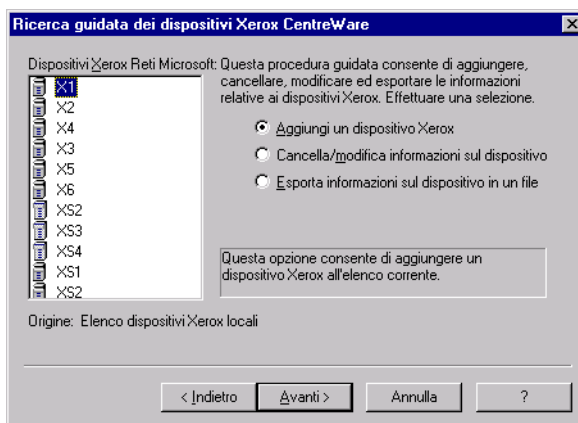 Ricerca guidata dei dispositivi Xerox CentreWare
Dispositivi Xerox Reti Microsoft:
X1
X2
X4
X3
X5
X6
XS2
XS3
XS4
XS1
XS2
Questa procedura guidata consente di aggiungere,
cancellare, modificare ed esportare le informazioni
relative ai dispositivi Xerox. Effettuare una selezione.
Aggiungi un dispositivo Xerox
Cancella/modifica informazioni sul dispositivo
Esporta informazioni sul dispositivo in un file
Questa opzione consente di aggiungere un
dispositivo Xerox all'elenco corrente.
Origine: Elenco dispositivi Xerox locali
< Indietro
Avanti >
Annulla
?